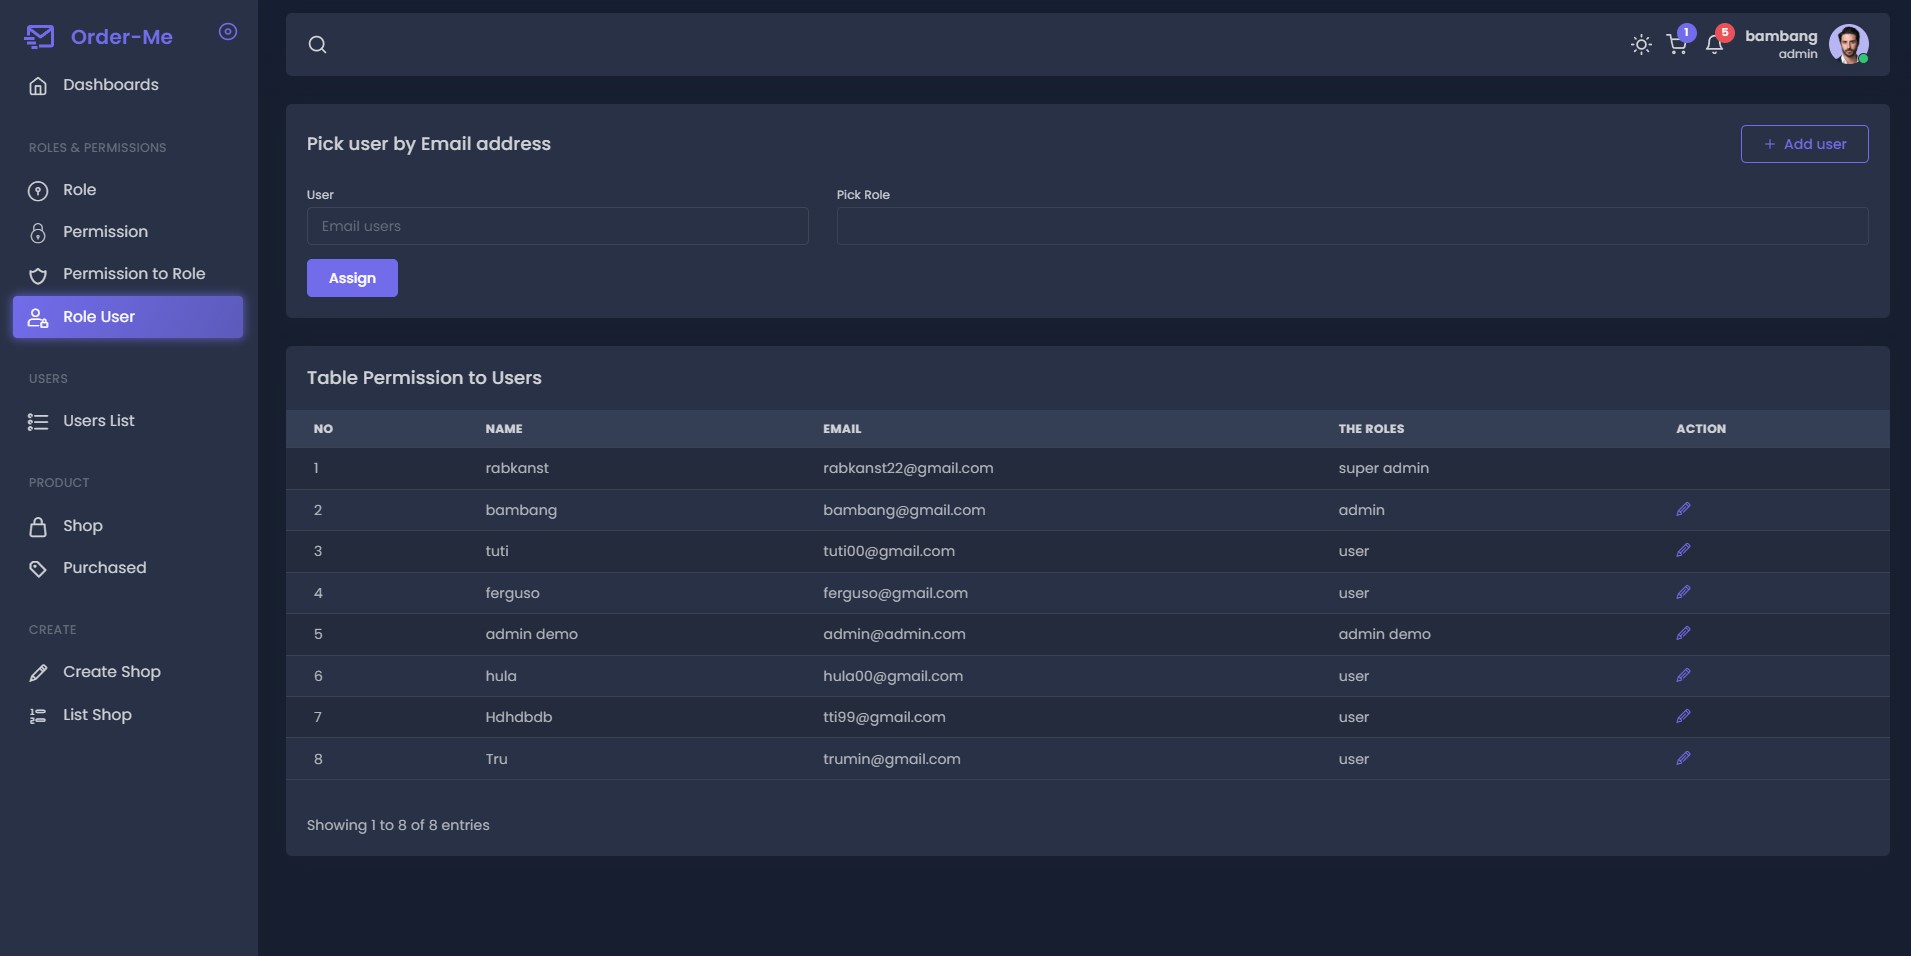 Order-Me
Dashboards
ROLES & PERMISSIONS
Role
Permission
Permission to Role
Role User
USERS
Users List
PRODUCT
Shop
Purchased
CREATE
Create Shop
List Shop
1
5
bambang
admin
Pick user by Email address
+ Add user
User
Pick Role
Email users
Assign
Table Permission to Users
NO NAME EMAIL THE ROLES ACTION
1 rabkanst rabkanst22@gmail.com super admin
2 bambang bambang@gmail.com admin
3 tuti tuti00@gmail.com user
4 ferguso ferguso@gmail.com user
5 admin demo admin@admin.com admin demo
6 hula hula00@gmail.com user
7 Hdhdbdb tti99@gmail.com user
8 Tru trumin@gmail.com user
Showing 1 to 8 of 8 entries